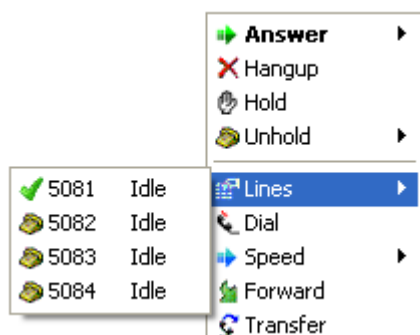 Answer
Hangup
Hold
Unhold
Lines
5081 Idle
5082 Idle
5083 Idle
5084 Idle
Dial
Speed
Forward
Transfer